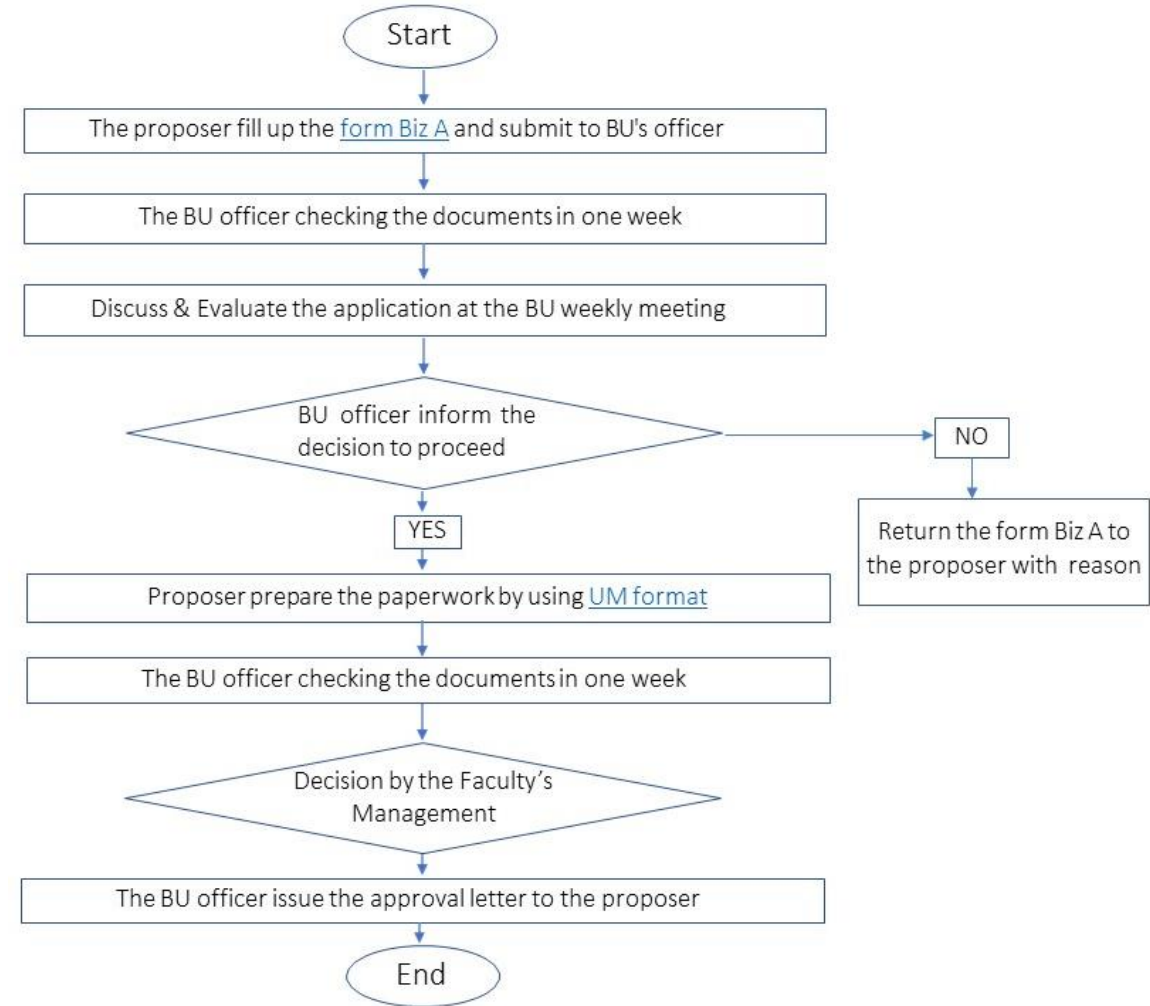 Start
The proposer fill up the form Biz A and submit to BU's officer
The BU officer checking the documents in one week
Discuss & Evaluate the application at the BU weekly meeting
BU officer inform the
decision to proceed
NO
YES
Return the form Biz A to
the proposer with reason
Proposer prepare the paperwork by using UM format
The BU officer checking the documents in one week
Decision by the Faculty’s
Management
The BU officer issue the approval letter to the proposer
End